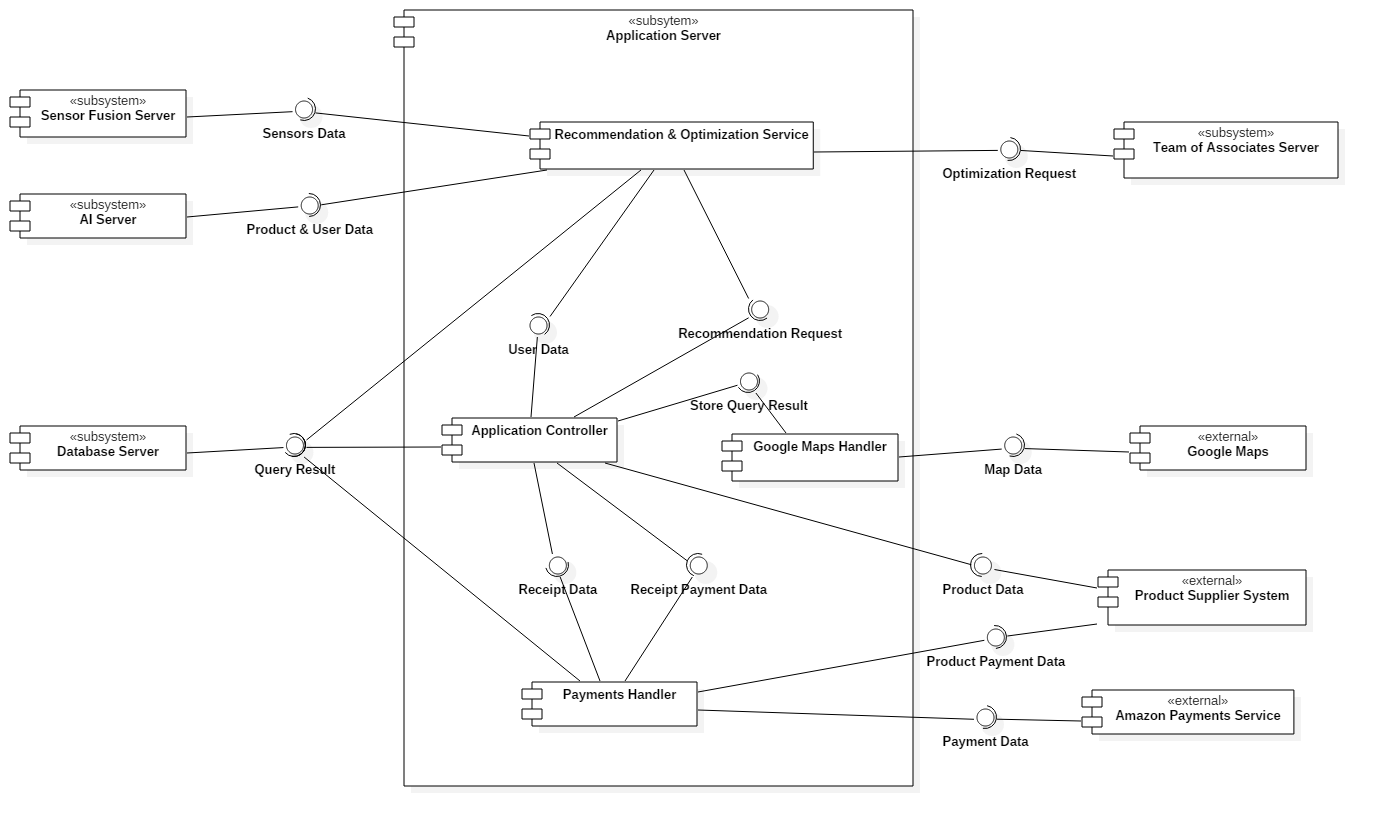 «subsytem»
Application Server
«subsystem»
Sensor Fusion Server
Sensors Data
Recommendation & Optimization Service
Optimization Request
«subsystem»
Team of Associates Server
«subsystem»
AI Server
Product & User Data
User Data
Recommendation Request
Store Query Result
«subsystem»
Database Server
Query Result
Application Controller
Google Maps Handler
Map Data
«external»
Google Maps
Receipt Data
Receipt Payment Data
Product Data
«external»
Product Supplier System
Product Payment Data
Payments Handler
Payment Data
«external»
Amazon Payments Service